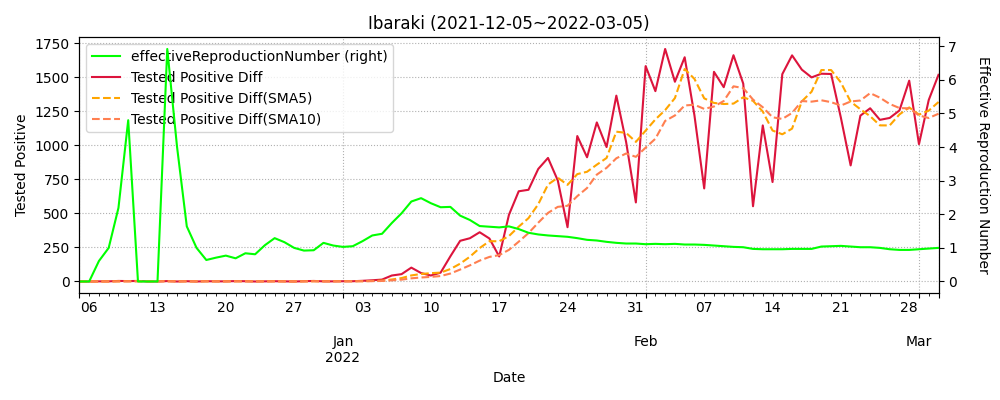 Ibaraki (2021-12-05~2022-03-05)
effectiveReproductionNumber (right)
Tested Positive Diff
Tested Positive Diff(SMA5)
Tested Positive Diff(SMA10)
Tested Positive
1750
1500
1250
1000
750
500
250
0
7
6
5
4
3
2
1
0
Effective Reproduction Number
06 13 20 27 03 10 17 24 31 07 14 21 28
Jan Feb Mar
2022
Date